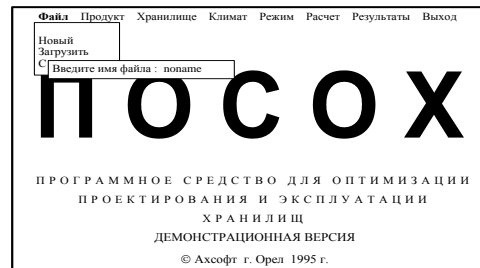 Файл Продукт Хранилище Климат Режим Расчет Результаты Выход
Новый
Загрузить
С
Введите имя файла : noname
ПОСОХ
ПРОГРАММНОЕ СРЕДСТВО ДЛЯ ОПТИМИЗАЦИИ
ПРОЕКТИРОВАНИЯ И ЭКСПЛУАТАЦИИ
ХРАНИЛИЩ
ДЕМОНСТРАЦИОННАЯ ВЕРСИЯ
© Ахсофт г. Орел 1995 г.